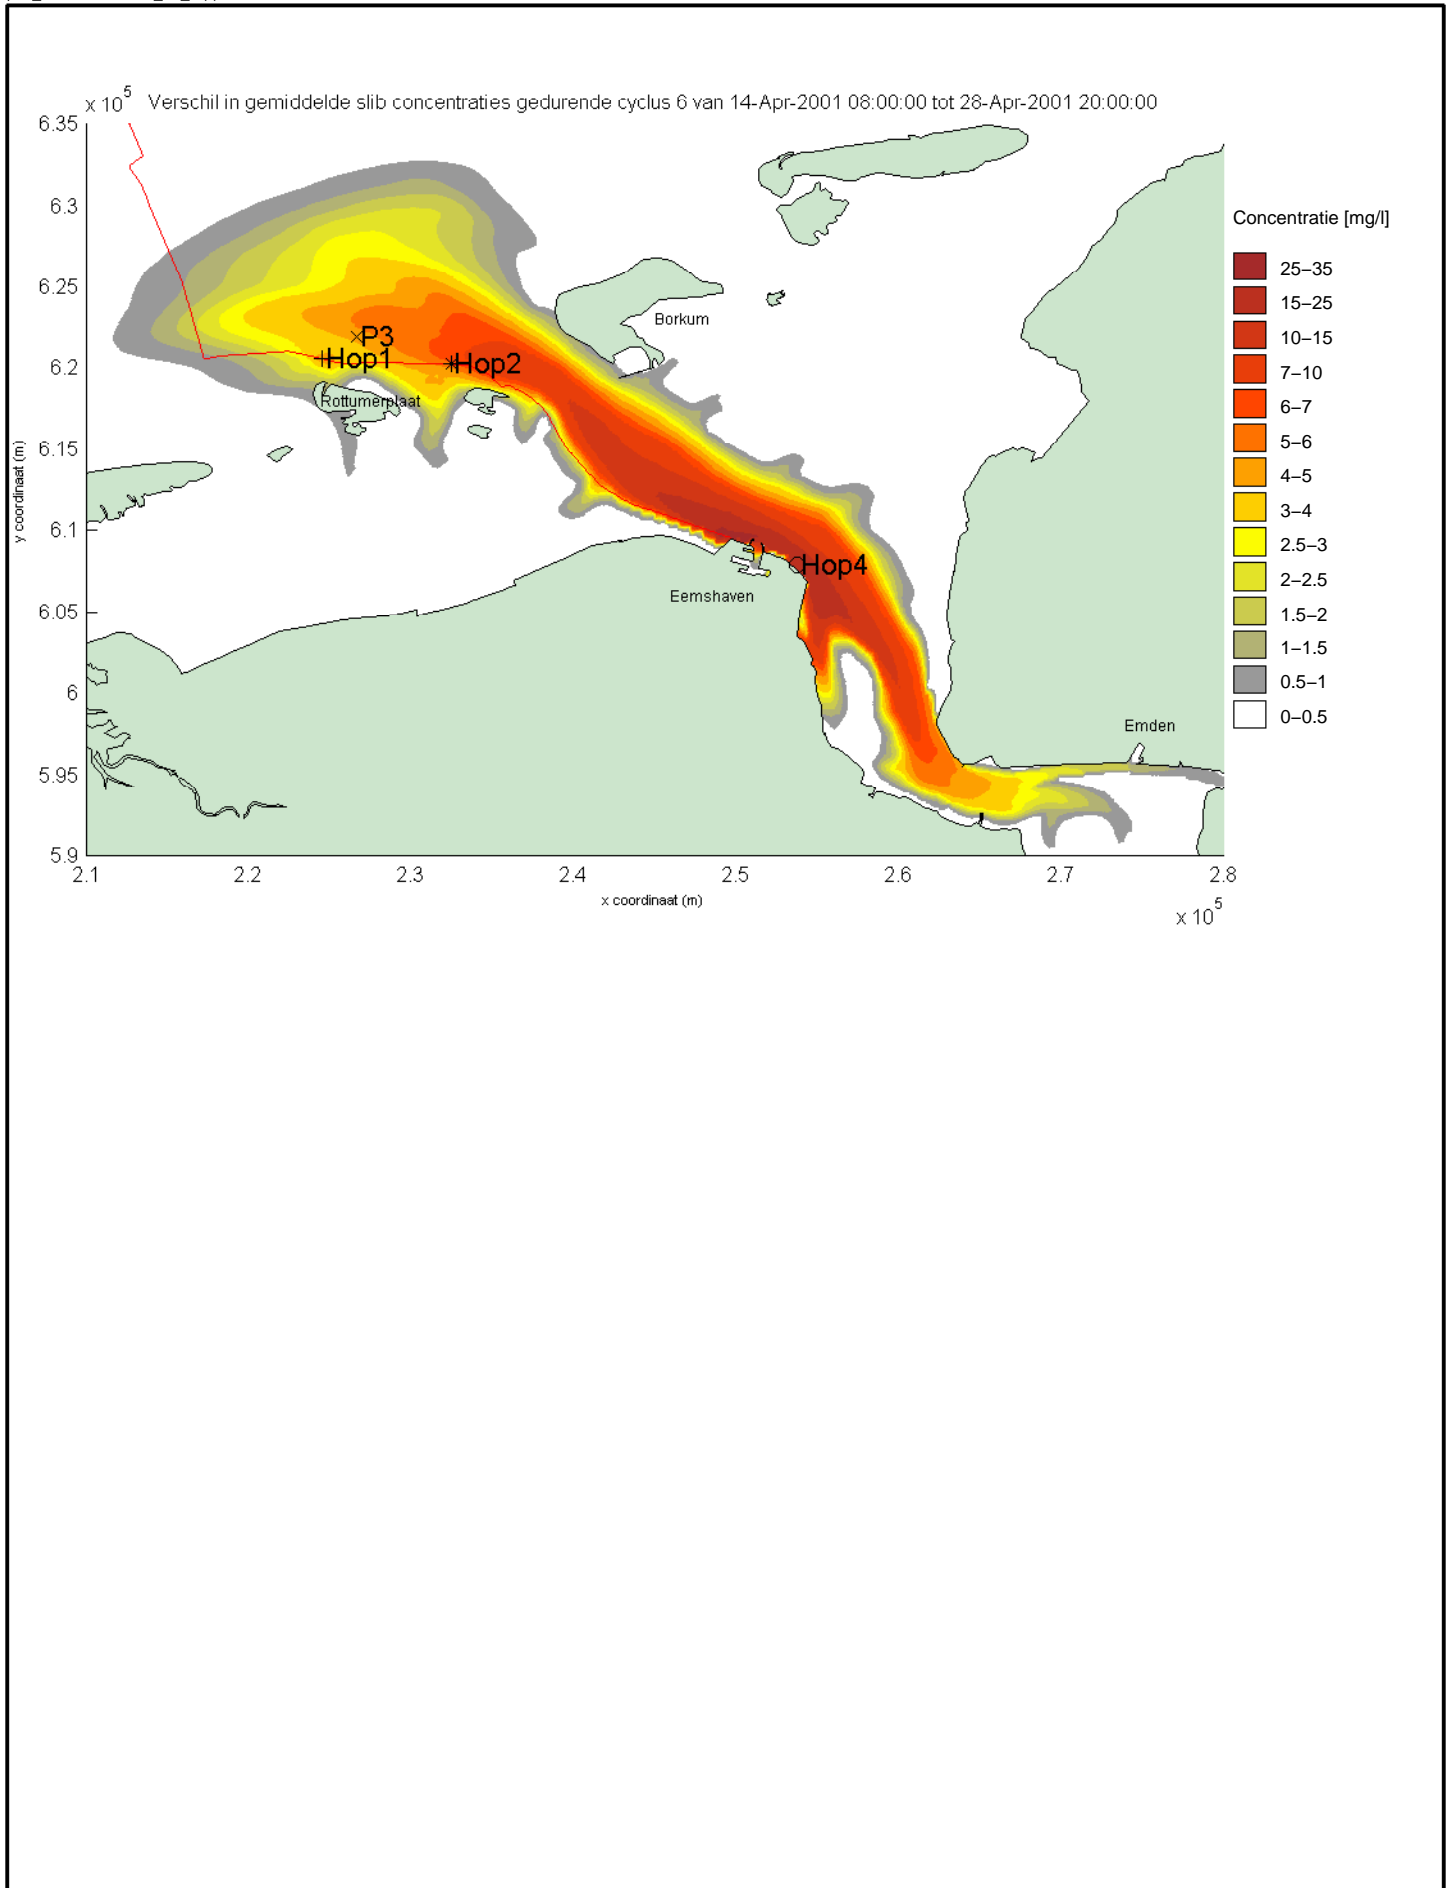 x 10^5
Verschil in gemiddelde slib concentraties gedurende cyclus 6 van 14-Apr-2001 08:00:00 tot 28-Apr-2001 20:00:00
6.35
6.3
6.25
6.2
6.15
6.1
6.05
6
5.95
5.9
y coordinaat (m)
Borkum
P3
Hop1
Hop2
Rottumerplaat
Hop4
Eemshaven
Emden
2.1 2.2 2.3 2.4 2.5 2.6 2.7 2.8
x coordinaat (m)
x 10^5
Concentratie [mg/l]
25–35
15–25
10–15
7–10
6–7
5–6
4–5
3–4
2.5–3
2–2.5
1.5–2
1–1.5
0.5–1
0–0.5